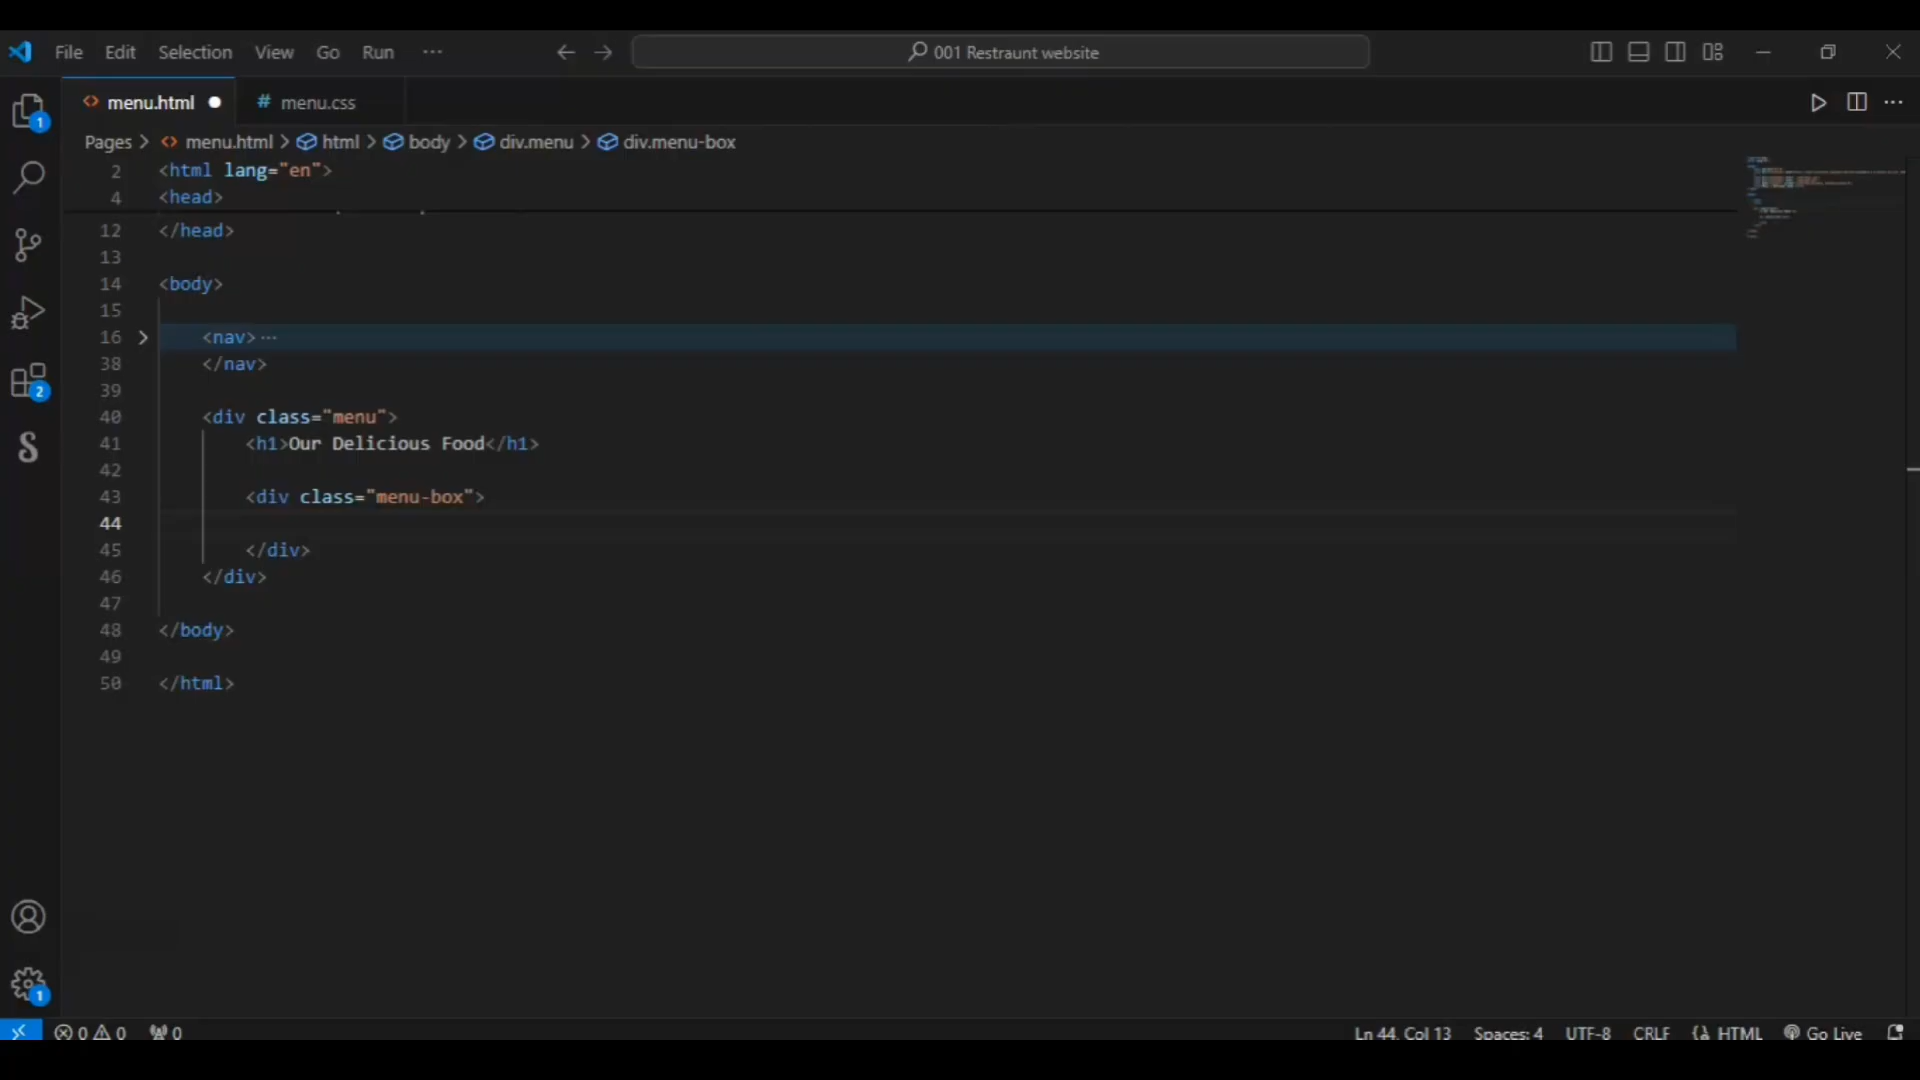 File Edit Selection View Go Run ··· 001 Restraunt website
menu.html menu.css
Pages > menu.html > html > body > div.menu > div.menu-box
2 <html lang="en">
4 <head>
12 </head>
13
14 <body>
15
16 <nav>···
38 </nav>
39
40 <div class="menu">
41 <h1>Our Delicious Food</h1>
42
43 <div class="menu-box">
44
45 </div>
46 </div>
47
48 </body>
49
50 </html>
1
2
1
0 0 0 Ln 44, Col 13 Spaces: 4 UTF-8 CRLF HTML Go Live